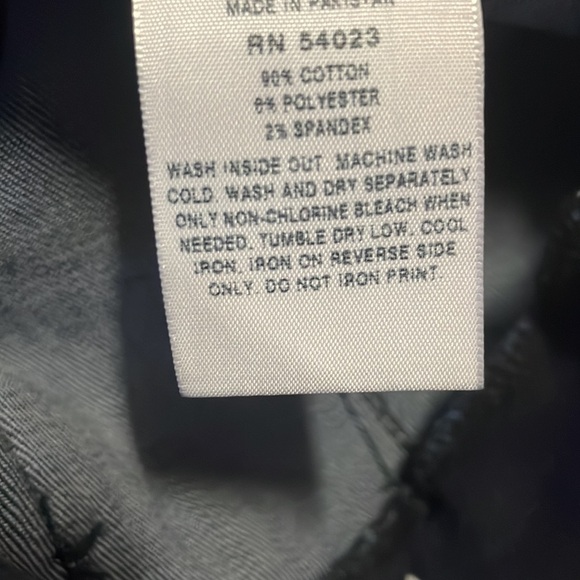 MADE IN PAKISTAN
RN 54023
90% COTTON
8% POLYESTER
2% SPANDEX
WASH INSIDE OUT. MACHINE WASH
COLD. WASH AND DRY SEPARATELY
ONLY NON-CHLORINE BLEACH WHEN
NEEDED. TUMBLE DRY LOW. COOL
IRON. IRON ON REVERSE SIDE
ONLY. DO NOT IRON PRINT.